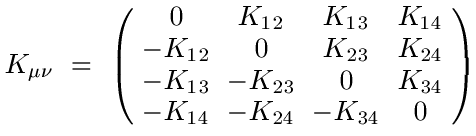 $$K_{\mu\nu} = \begin{pmatrix} 0 & K_{12} & K_{13} & K_{14} \\ -K_{12} & 0 & K_{23} & K_{24} \\ -K_{13} & -K_{23} & 0 & K_{34} \\ -K_{14} & -K_{24} & -K_{34} & 0 \end{pmatrix}$$